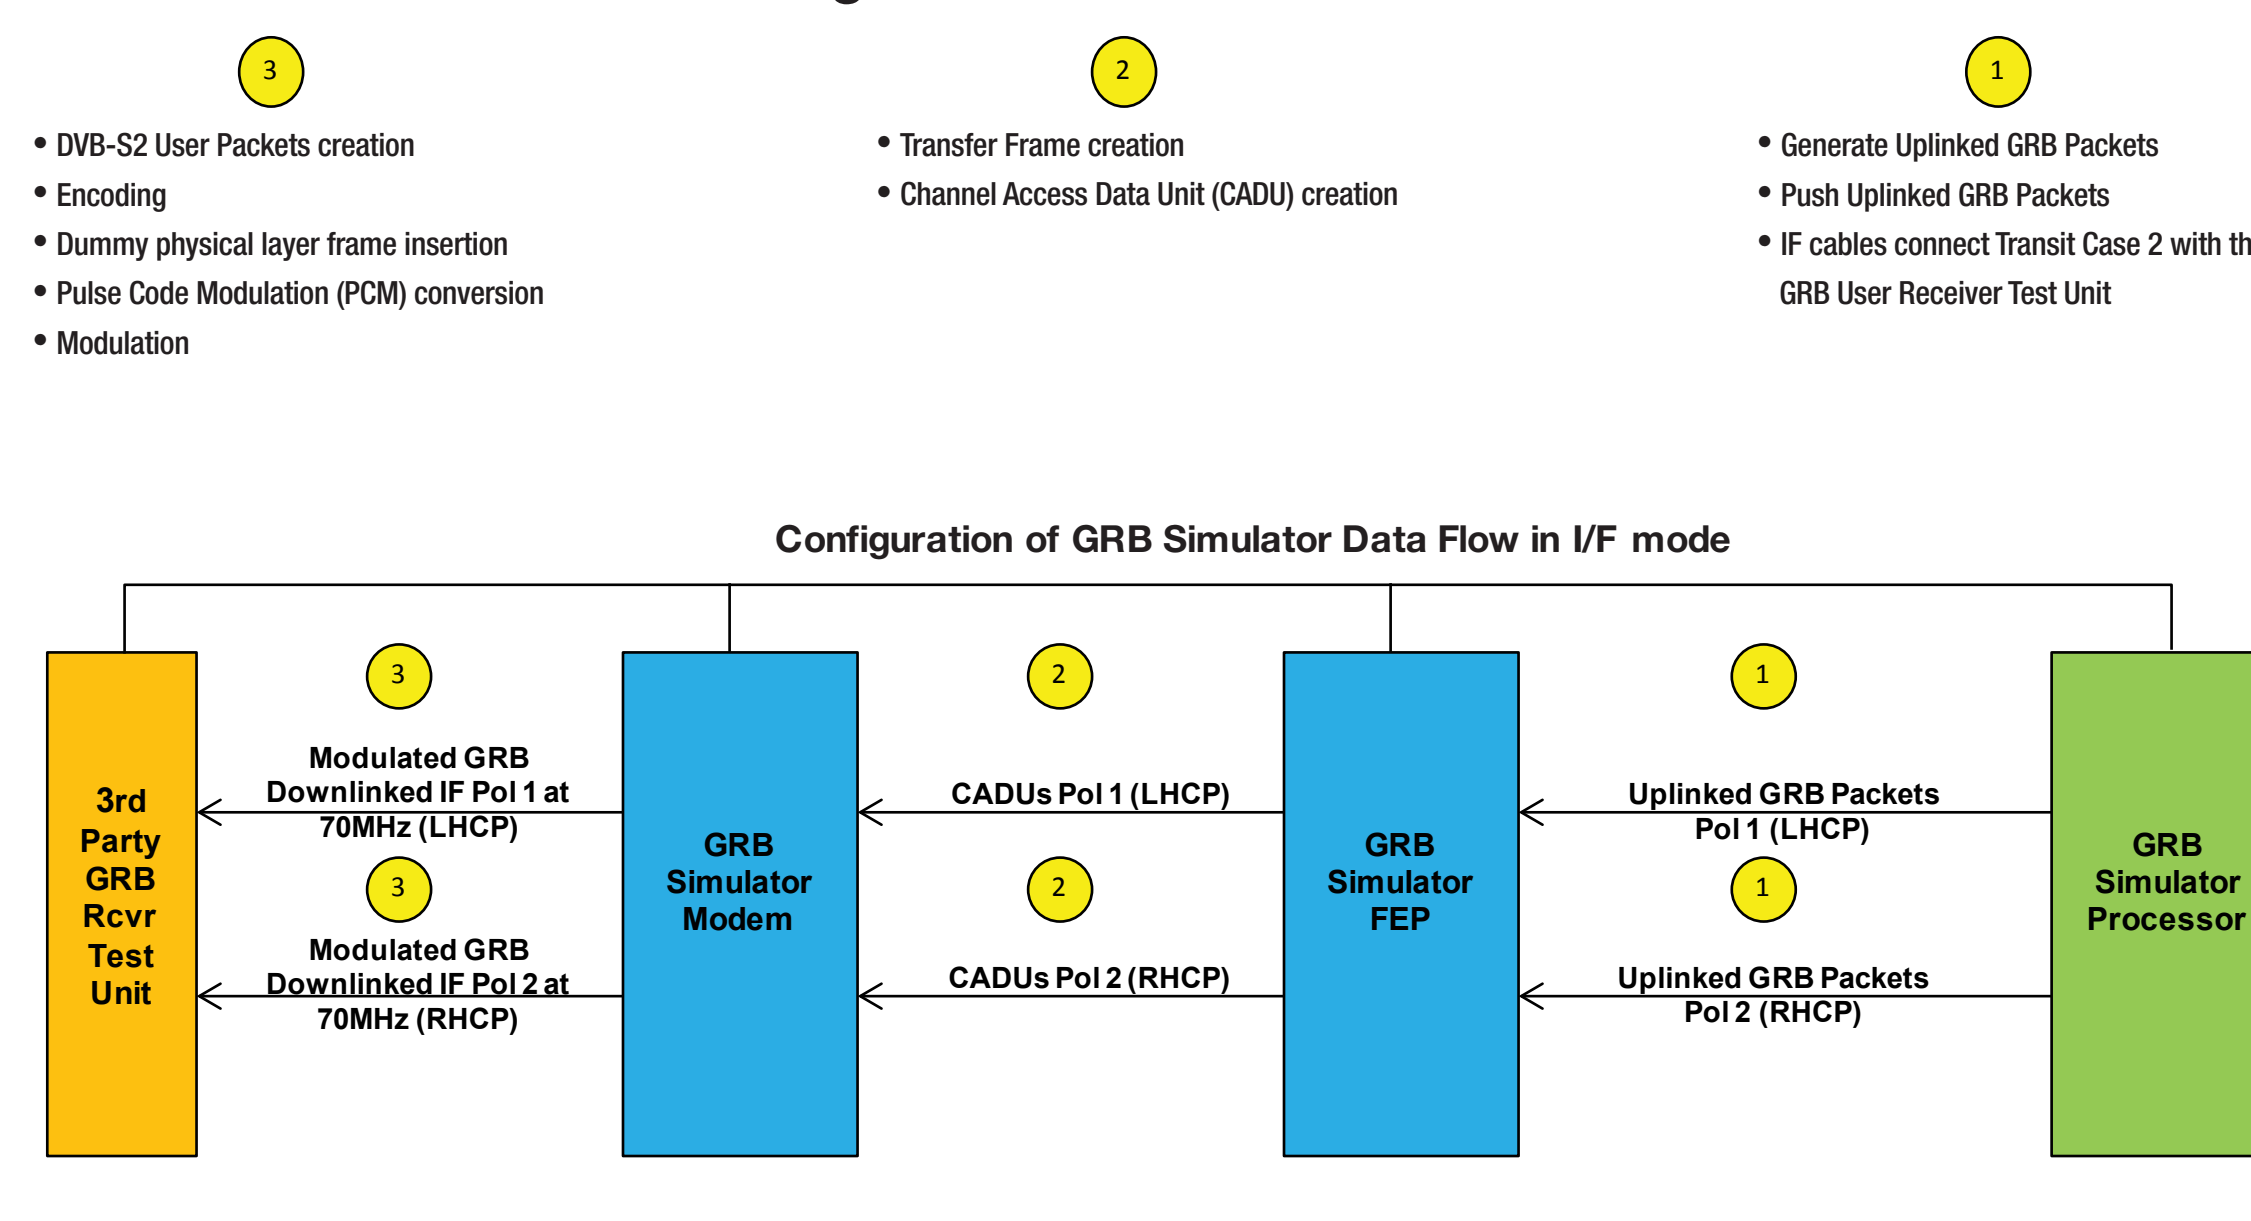 3
• DVB-S2 User Packets creation
• Encoding
• Dummy physical layer frame insertion
• Pulse Code Modulation (PCM) conversion
• Modulation
2
• Transfer Frame creation
• Channel Access Data Unit (CADU) creation
1
• Generate Uplinked GRB Packets
• Push Uplinked GRB Packets
• IF cables connect Transit Case 2 with
GRB User Receiver Test Unit
Configuration of GRB Simulator Data Flow in I/F mode
3rd
Party
GRB
Rcvr
Test
Unit
3
Modulated GRB
Downlinked IF Pol 1 at
70MHz (LHCP)
3
Modulated GRB
Downlinked IF Pol 2 at
70MHz (RHCP)
GRB
Simulator
Modem
2
CADUs Pol 1 (LHCP)
2
CADUs Pol 2 (RHCP)
GRB
Simulator
FEP
1
Uplinked GRB Packets
Pol 1 (LHCP)
1
Uplinked GRB Packets
Pol 2 (RHCP)
GRB
Simulator
Processor